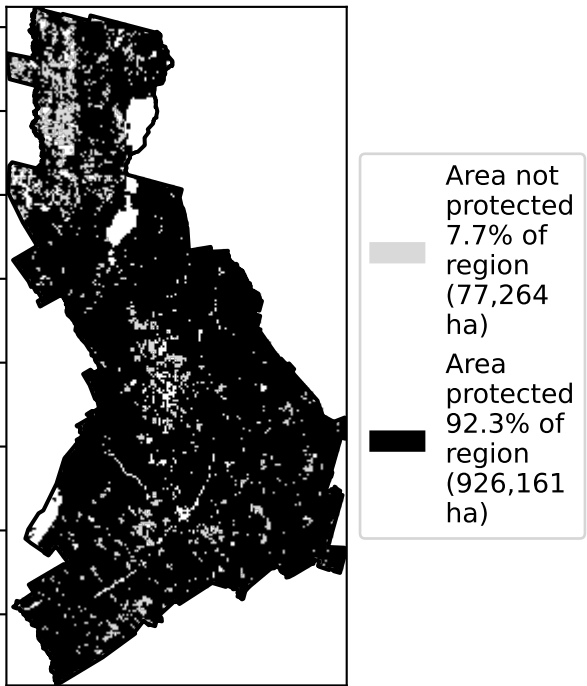 Area not
protected
7.7% of
region
(77,264
ha)
Area
protected
92.3% of
region
(926,161
ha)